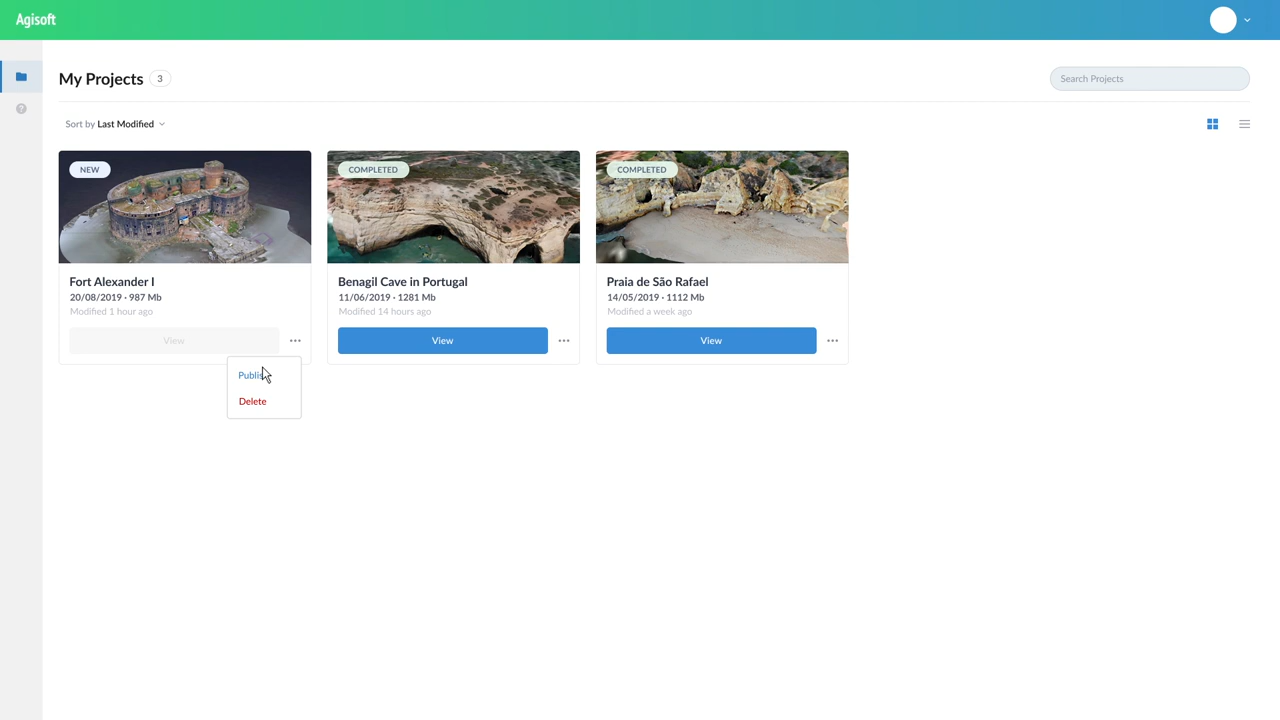 Agisoft
My Projects 3
Search Projects
Sort by Last Modified
NEW
COMPLETED
COMPLETED
Fort Alexander I
20/08/2019 · 987 Mb
Modified 1 hour ago
View
Benagil Cave in Portugal
11/06/2019 · 1281 Mb
Modified 14 hours ago
View
Praia de São Rafael
14/05/2019 · 1112 Mb
Modified a week ago
View
Publish
Delete